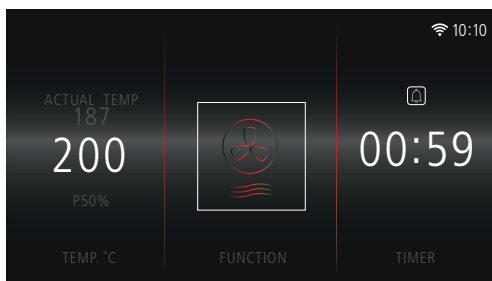 10:10
ACTUAL TEMP
187
200
P50%
TEMP. °C
FUNCTION
00:59
TIMER